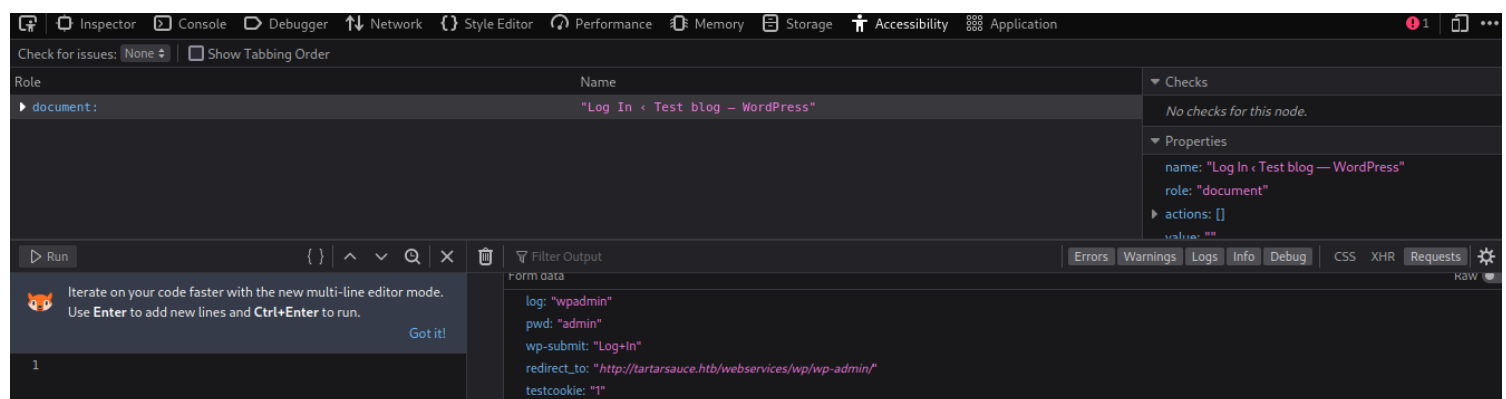 Inspector Console Debugger Network Style Editor Performance Memory Storage Accessibility Application 1
Check for issues: None Show Tabbing Order
Role Name Checks
document: "Log In ‹ Test blog — WordPress" No checks for this node.
Properties
name: "Log In ‹ Test blog — WordPress"
role: "document"
actions: []
value: ""
Run { } Filter Output Errors Warnings Logs Info Debug CSS XHR Requests
Form data Raw
Iterate on your code faster with the new multi-line editor mode.
Use Enter to add new lines and Ctrl+Enter to run.
Got it!
1
log: "wpadmin"
pwd: "admin"
wp-submit: "Log+In"
redirect_to: "http://tartarsauce.htb/webservices/wp/wp-admin/"
testcookie: "1"